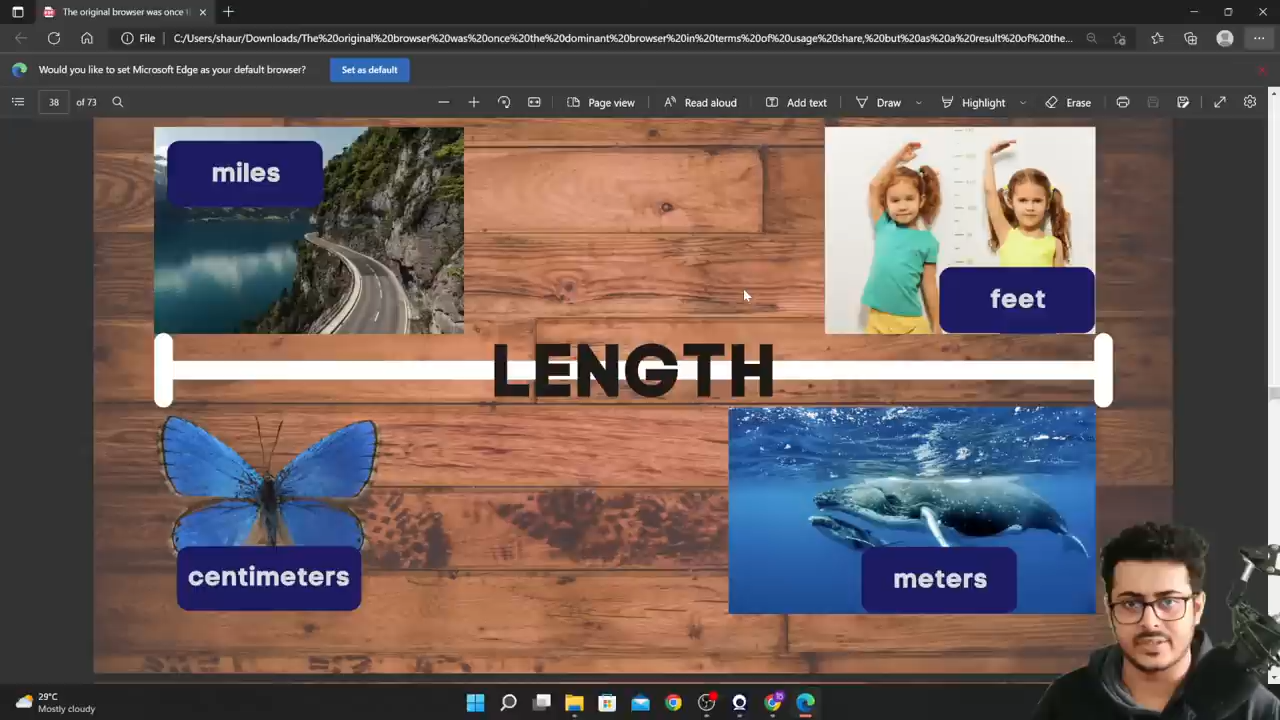 The original browser was once t
File
C:/Users/shaur/Downloads/The%20original%20browser%20was%20once%20the%20dominant%20browser%20in%20terms%20of%20usage%20share,%20but%20as%20a%20result%20of%20the...
Would you like to set Microsoft Edge as your default browser?
Set as default
38 of 73
Page view
Read aloud
Add text
Draw
Highlight
Erase
miles
feet
LENGTH
centimeters
meters
29°C
Mostly cloudy